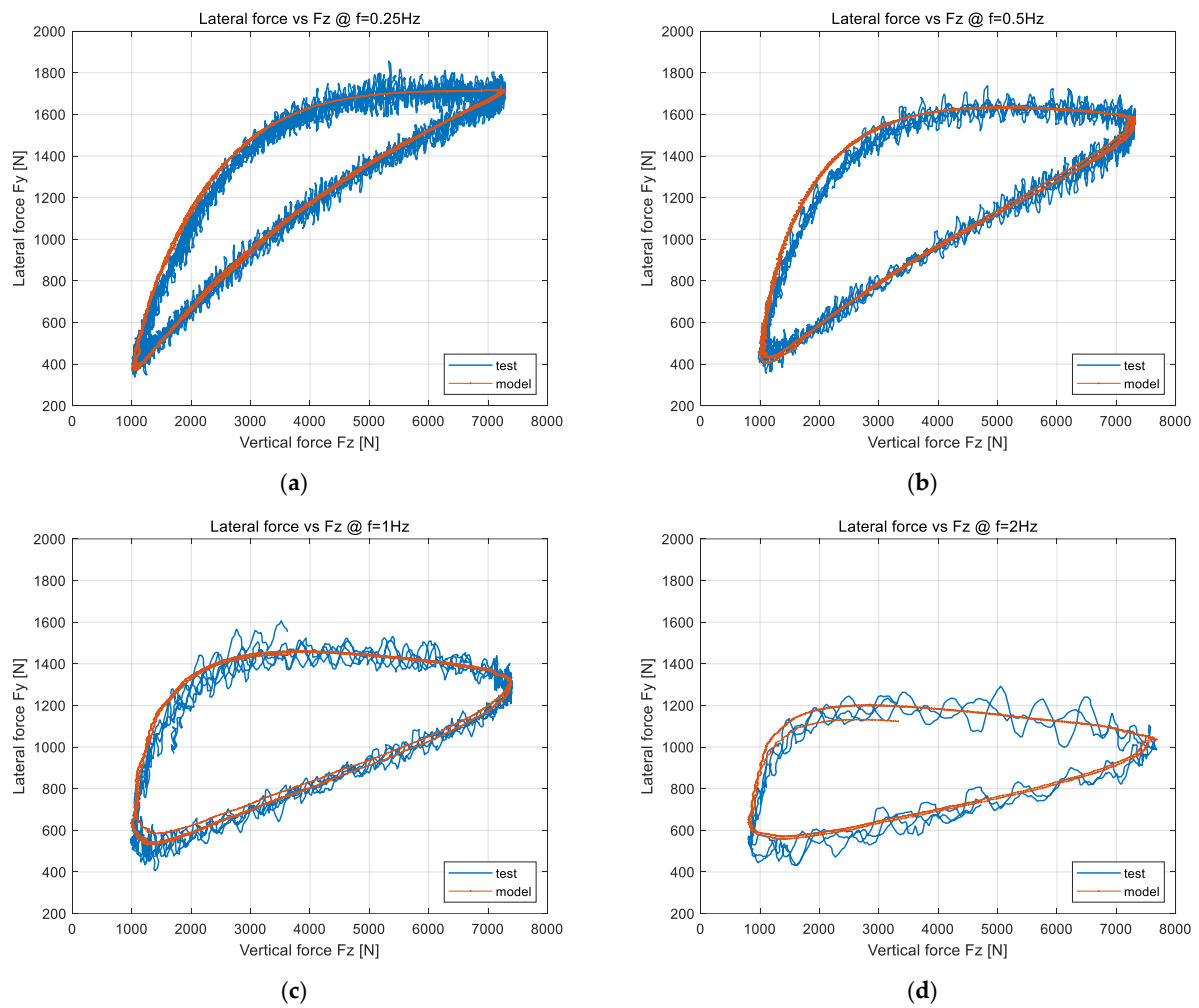 Lateral force vs Fz @ f=0.25Hz
2000
1800
1600
1400
1200
1000
800
600
400
200
Lateral force Fy [N]
test
model
0 1000 2000 3000 4000 5000 6000 7000 8000
Vertical force Fz [N]
(a)
Lateral force vs Fz @ f=0.5Hz
2000
1800
1600
1400
1200
1000
800
600
400
200
Lateral force Fy [N]
test
model
0 1000 2000 3000 4000 5000 6000 7000 8000
Vertical force Fz [N]
(b)
Lateral force vs Fz @ f=1Hz
2000
1800
1600
1400
1200
1000
800
600
400
200
Lateral force Fy [N]
test
model
0 1000 2000 3000 4000 5000 6000 7000 8000
Vertical force Fz [N]
(c)
Lateral force vs Fz @ f=2Hz
2000
1800
1600
1400
1200
1000
800
600
400
200
Lateral force Fy [N]
test
model
0 1000 2000 3000 4000 5000 6000 7000 8000
Vertical force Fz [N]
(d)